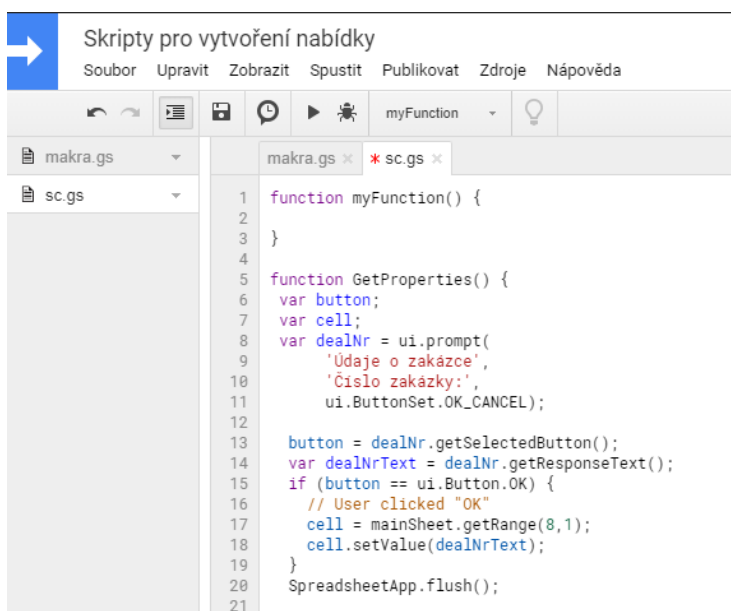 Skripty pro vytvoření nabídky
Soubor Upravit Zobrazit Spustit Publikovat Zdroje Nápověda
myFunction
makra.gs
sc.gs
makra.gs × * sc.gs ×
1 function myFunction() {
2
3 }
4
5 function GetProperties() {
6 var button;
7 var cell;
8 var dealNr = ui.prompt(
9 'Údaje o zakázce',
10 'Číslo zakázky:',
11 ui.ButtonSet.OK_CANCEL);
12
13 button = dealNr.getSelectedButton();
14 var dealNrText = dealNr.getResponseText();
15 if (button == ui.Button.OK) {
16 // User clicked "OK"
17 cell = mainSheet.getRange(8,1);
18 cell.setValue(dealNrText);
19 }
20 SpreadsheetApp.flush();
21